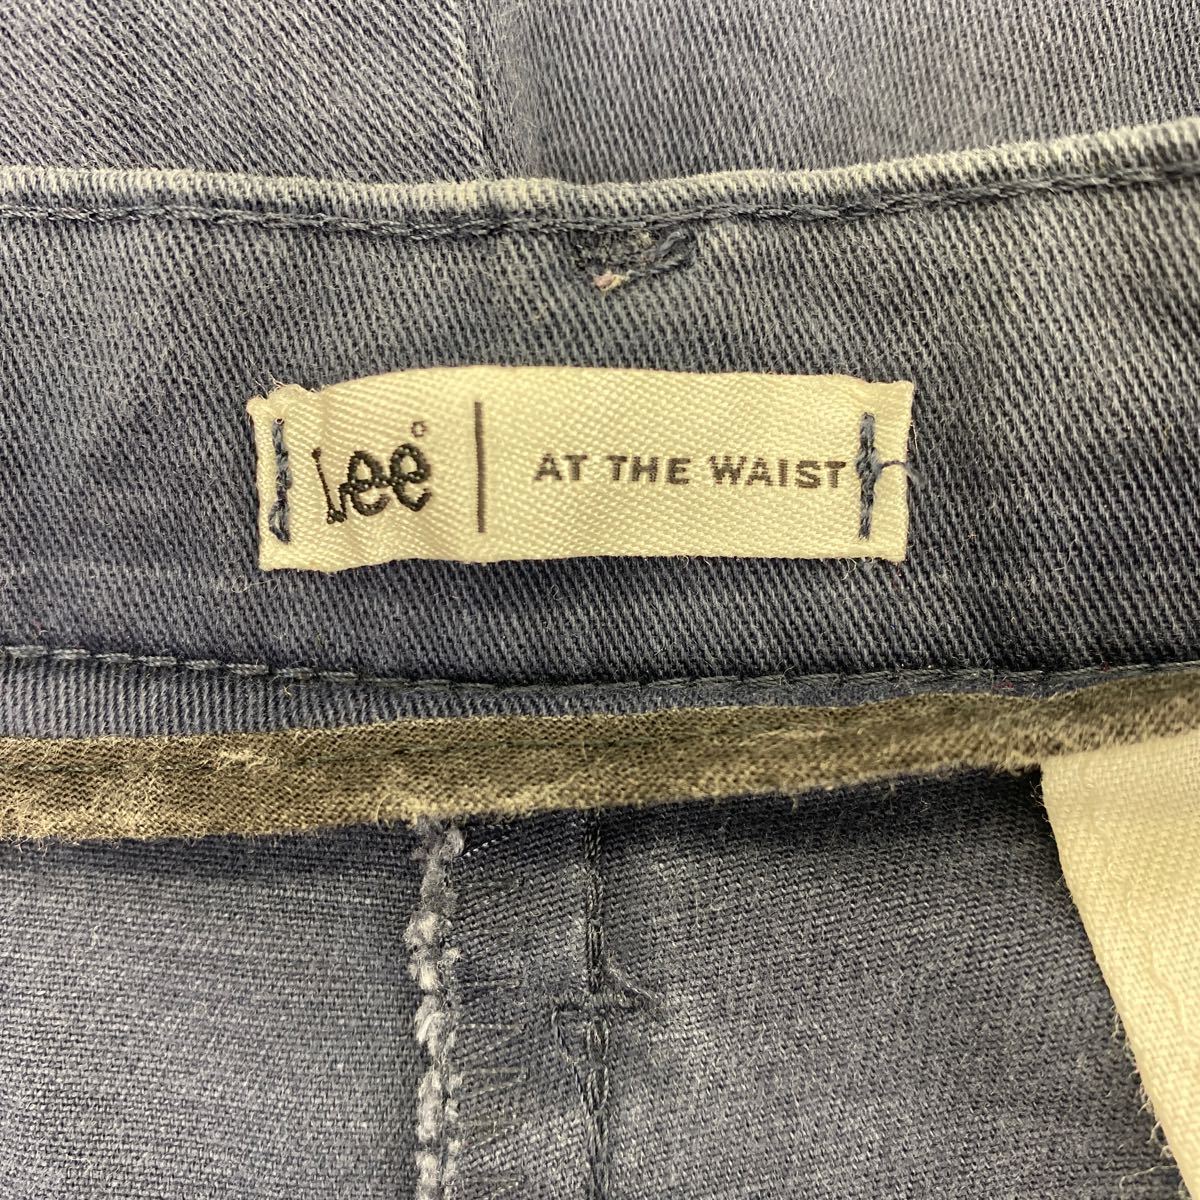 Lee | AT THE WAIST